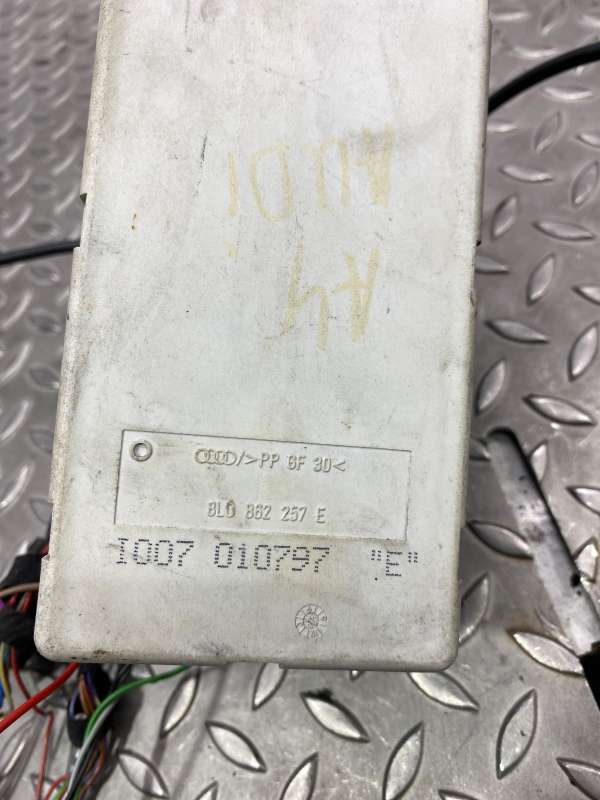 AUDI
A4
/>PP GF 30<
8L0 862 257 E
1007 010797 "E"